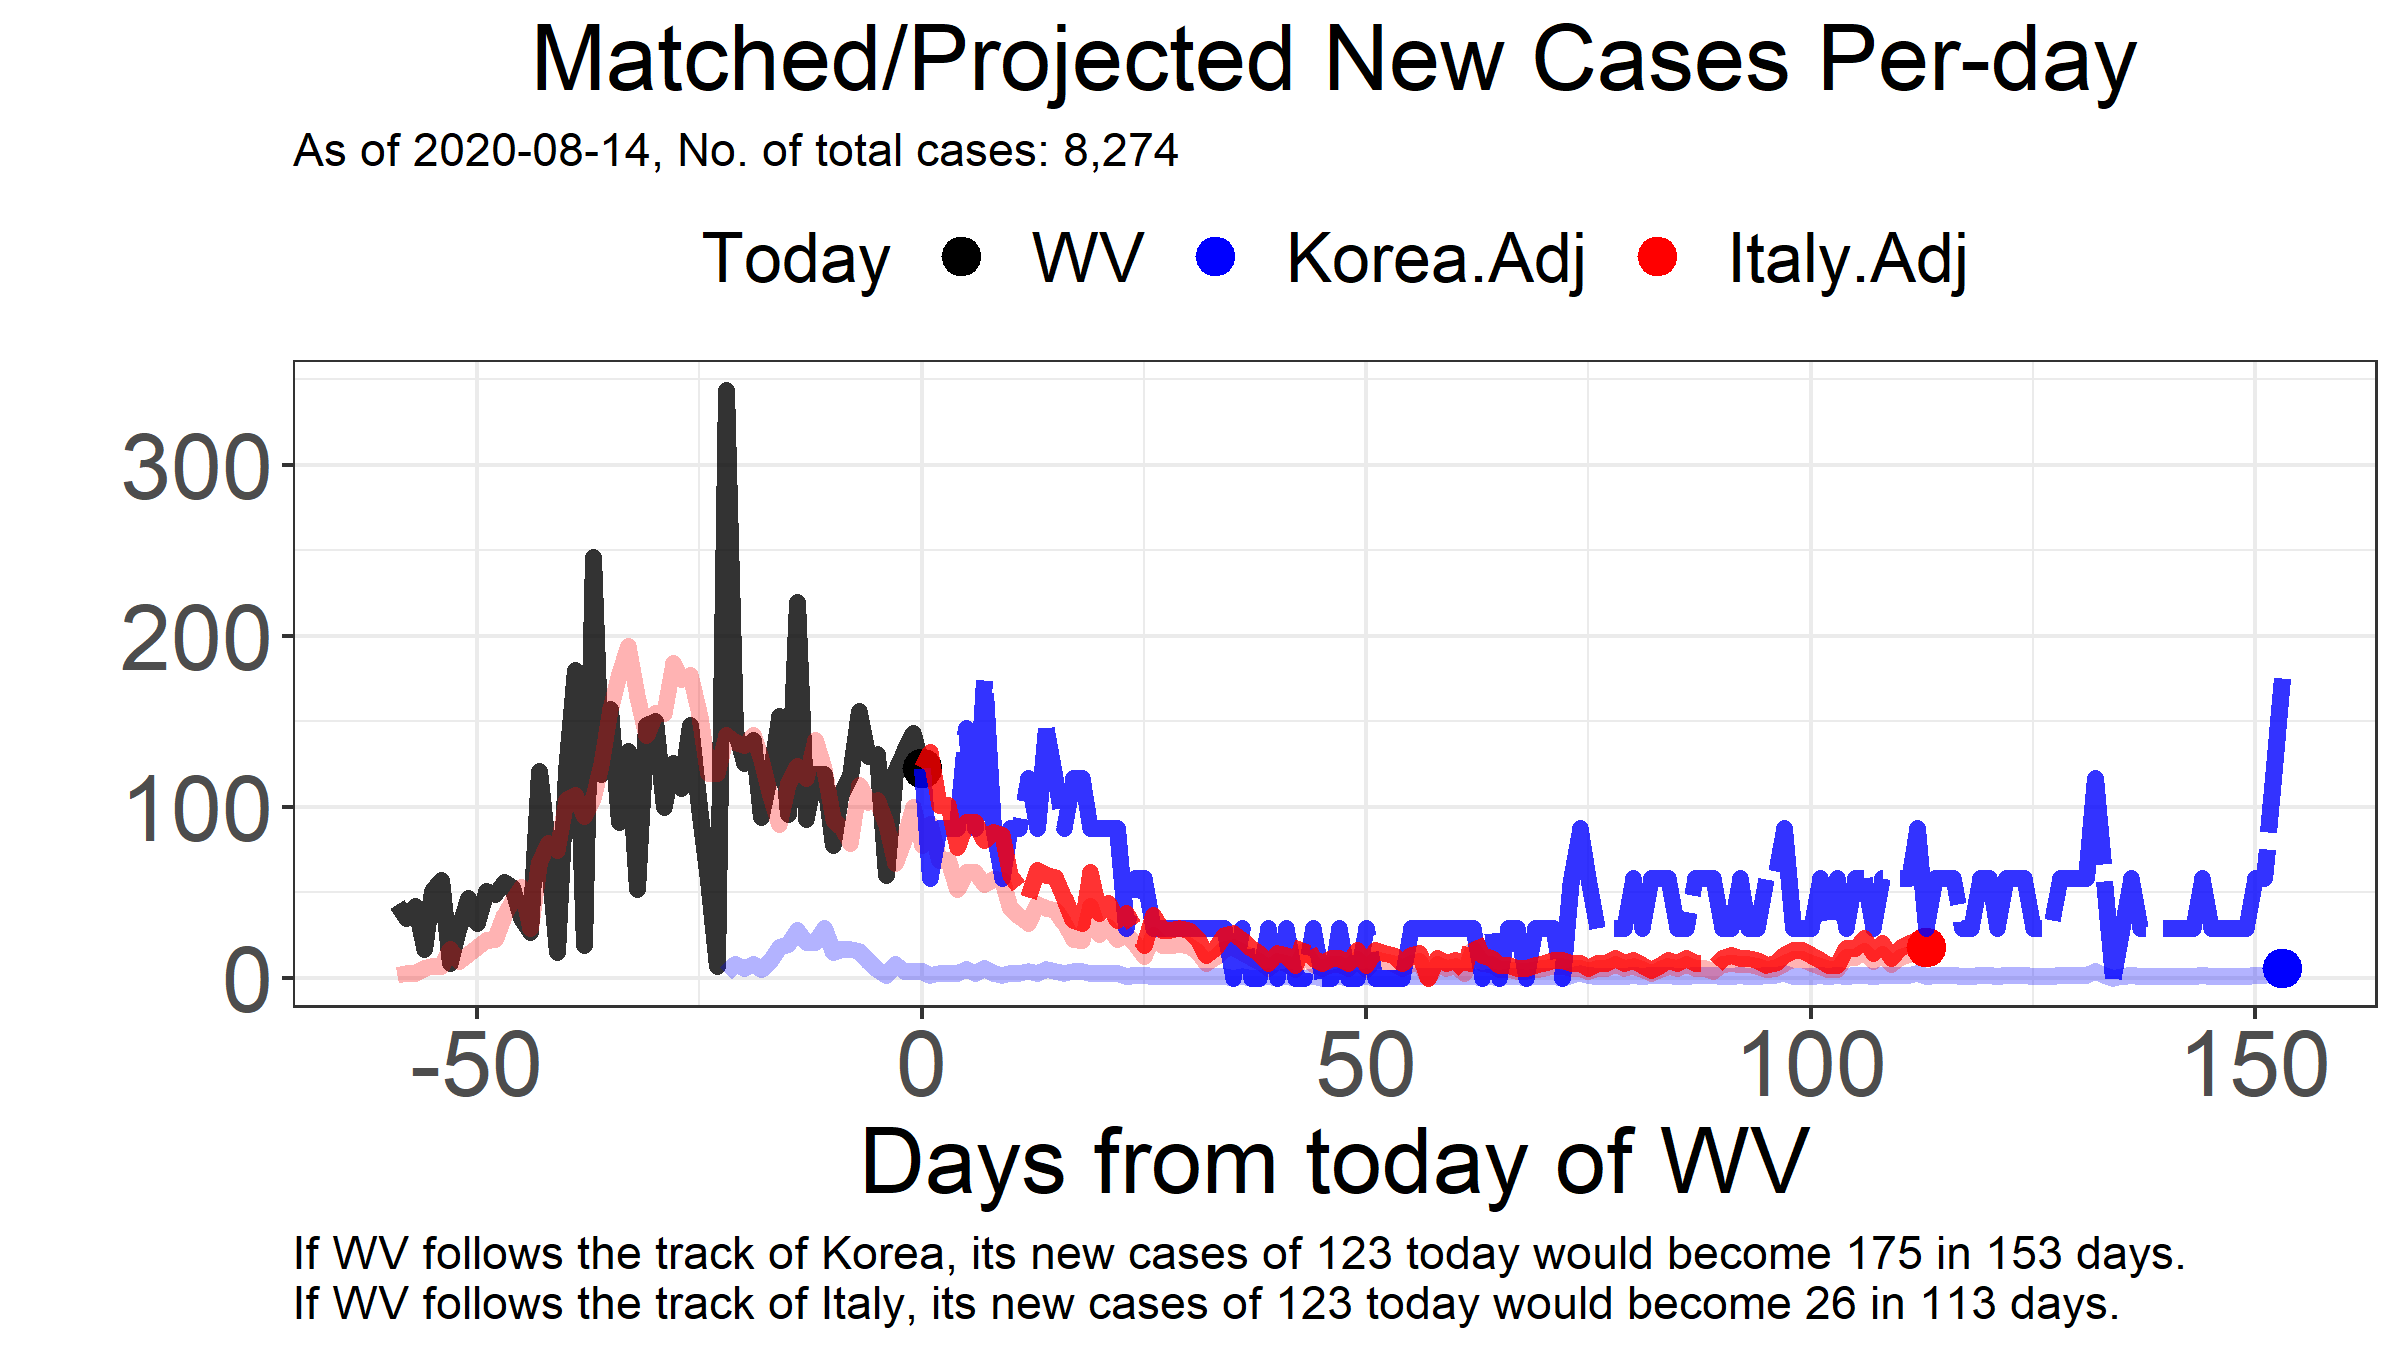 Matched/Projected New Cases Per-day
As of 2020-08-14, No. of total cases: 8,274
Today WV Korea.Adj Italy.Adj
300
200
100
0
-50 0 50 100 150
Days from today of WV
If WV follows the track of Korea, its new cases of 123 today would become 175 in 153 days.
If WV follows the track of Italy, its new cases of 123 today would become 26 in 113 days.